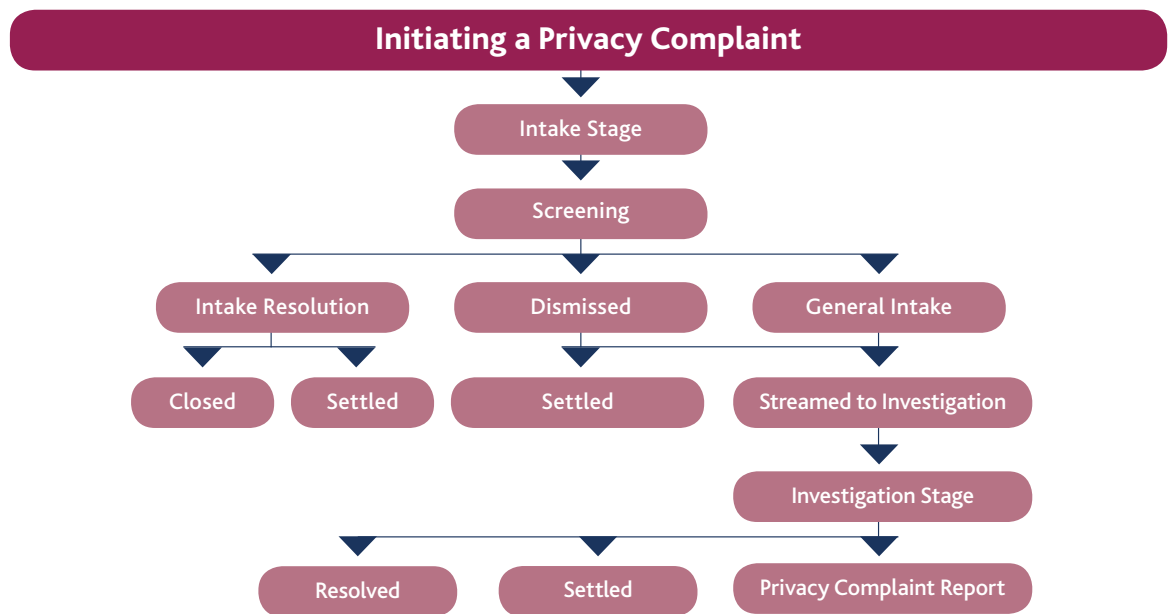 Initiating a Privacy Complaint
Intake Stage
Screening
Intake Resolution
Dismissed
General Intake
Closed
Settled
Settled
Streamed to Investigation
Investigation Stage
Resolved
Settled
Privacy Complaint Report